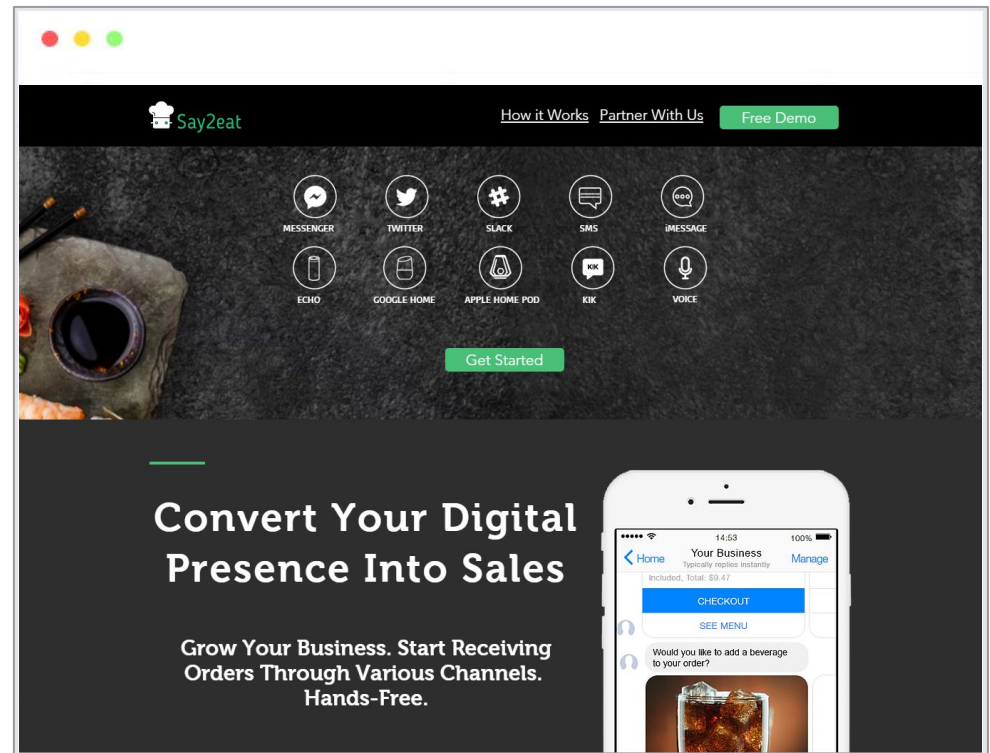 Say2eat
How it Works Partner With Us Free Demo
MESSENGER TWITTER SLACK SMS iMESSAGE
KIK
ECHO GOOGLE HOME APPLE HOME POD KIK VOICE
Get Started
Convert Your Digital
Presence Into Sales
Grow Your Business. Start Receiving
Orders Through Various Channels.
Hands-Free.
14:53 100%
Home Your Business Manage
Typically replies instantly
Included, Total: $9.47
CHECKOUT
SEE MENU
Would you like to add a beverage
to your order?